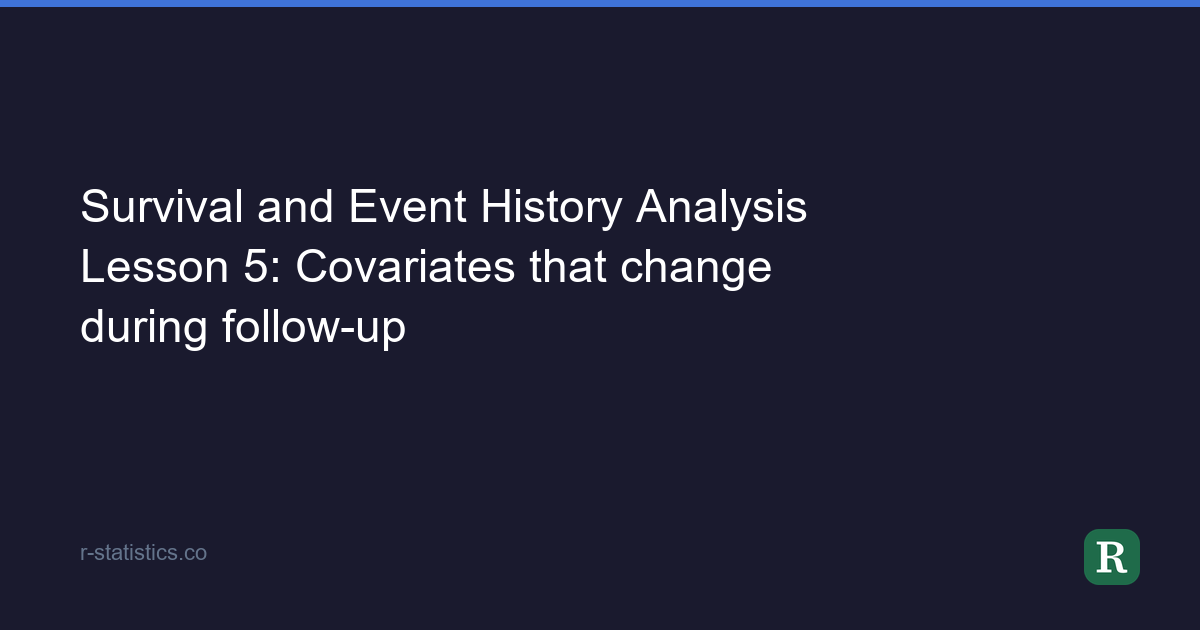 Survival and Event History Analysis
Lesson 5: Covariates that change
during follow-up
r-statistics.co
R